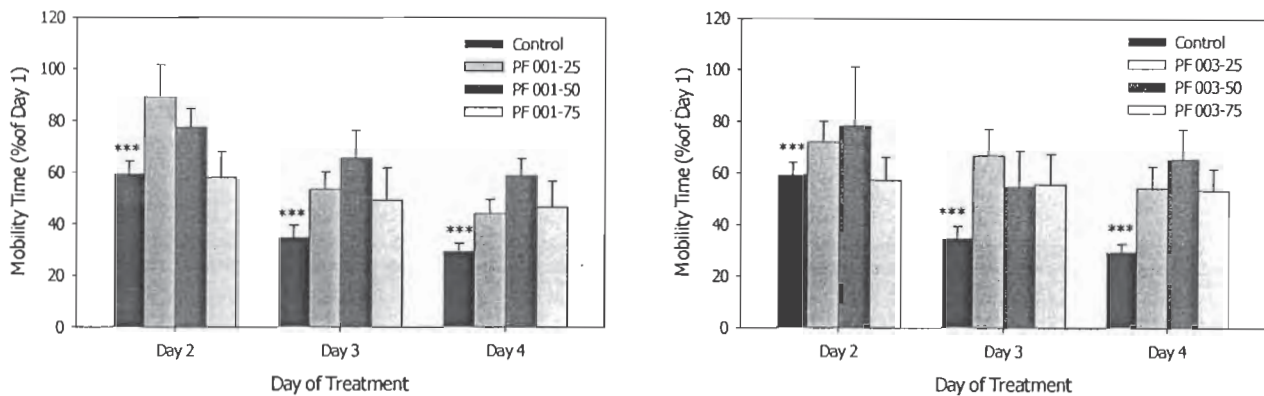 120
100
80
60
40
20
0
Mobility Time (%of Day 1)
Control
PF 001-25
PF 001-50
PF 001-75
***
***
***
Day 2
Day 3
Day 4
Day of Treatment
120
100
80
60
40
20
0
Mobility Time (%of Day 1)
Control
PF 003-25
PF 003-50
PF 003-75
***
***
***
Day 2
Day 3
Day 4
Day of Treatment